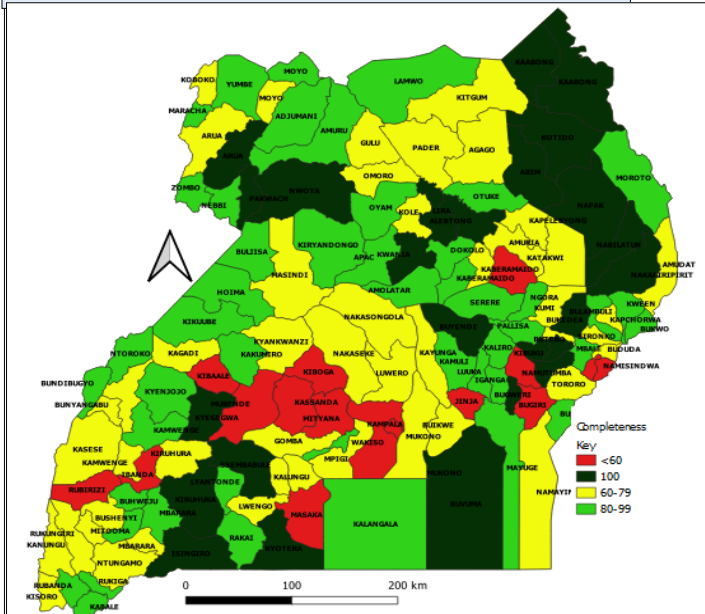 KAABONG
KAABONG
KOBOKO
YUMBE
MOYO
MOYO
LAMWO
KITGUM
MARACHA
ADJUMANI
ARUA
AMURU
GULU
PADER
AGAGO
KOTIDO
ABIM
MOROTO
ARUA
OMORO
NWOYA
PAKWACH
ZOMBO
NEBBI
OYAM
KOLE
LIRA
ALEBTONG
OTUKE
NAPAK
KAPELEBYONG
BULIISA
KIRYANDONGO
APAC
KWANIA
DOKOLO
AMURIA
KATAKWI
NABILATUK
AMUDAT
NAKAPIRIPIRIT
KABERAMAIDO
KABERAMAIDO
MASINDI
HOIMA
AMOLATAR
SERERE
NGORA
KUMI
BUKEDEA
BULAMBULI
KWEEN
KAPCHORWA
BUKWO
KIKUUBE
NAKASONGOLA
BUYENDE
PALLISA
SIRONKO
MBALE
BUDUDA
NAMISINDWA
NTOROKO
KAGADI
KYANKWANZI
KAKUMIRO
NAKASEKE
KAYUNGA
KAMULI
KALIRO
KIBUKU
BUNDIBUGYO
KIBAALE
KIBOGA
LUWERO
LUUKA
IGANGA
NAMUTUMBA
TORORO
BUNYANGABU
KYENJOJO
MUBENDE
KASSANDA
MITYANA
KAMPALA
JINJA
BUGWERI
BUGIRI
BU
KYEGEGWA
KAMWENGE
BUIKWE
KASESE
KAMWENGE
KIRUHURA
GOMBA
WAKISO
MUKONO
IBANDA
SSEMBABULE
MPIGI
MUKONO
MAYUGE
RUBIRIZI
BUHWEJU
LYANTONDE
KALUNGU
BUVUMA
NAMAYIN
KIRUHURA
LWENGO
MASAKA
BUSHENYI
MBARARA
MITOOMA
RUKUNGIRI
KANUNGU
KALANGALA
MBARARA
ISINGIRO
RAKAI
KYOTERA
NTUNGAMO
RUKIGA
RUBANDA
KISORO
KABALE
0 100 200 km
Completeness
Key
<60
100
60-79
80-99